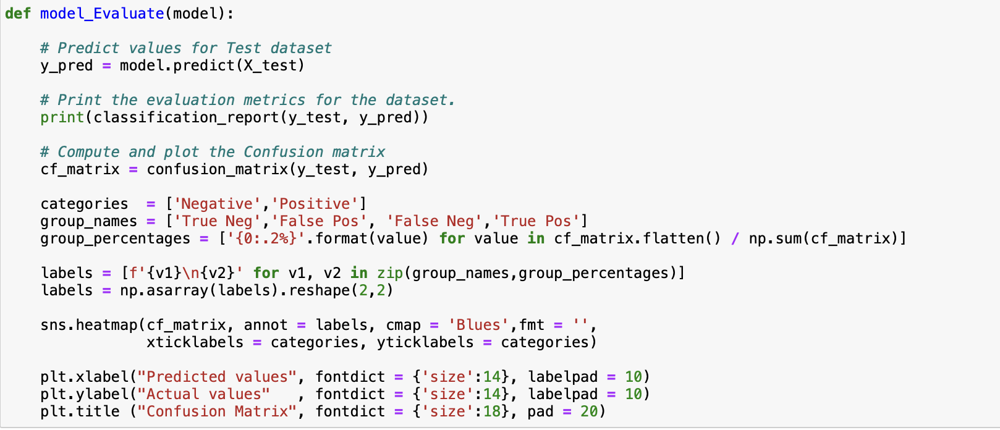 def model_Evaluate(model):

    # Predict values for Test dataset
    y_pred = model.predict(X_test)

    # Print the evaluation metrics for the dataset.
    print(classification_report(y_test, y_pred))

    # Compute and plot the Confusion matrix
    cf_matrix = confusion_matrix(y_test, y_pred)

    categories  = ['Negative','Positive']
    group_names = ['True Neg','False Pos', 'False Neg','True Pos']
    group_percentages = ['{0:.2%}'.format(value) for value in cf_matrix.flatten() / np.sum(cf_matrix)]

    labels = [f'{v1}\n{v2}' for v1, v2 in zip(group_names,group_percentages)]
    labels = np.asarray(labels).reshape(2,2)

    sns.heatmap(cf_matrix, annot = labels, cmap = 'Blues',fmt = '',
                xticklabels = categories, yticklabels = categories)

    plt.xlabel("Predicted values", fontdict = {'size':14}, labelpad = 10)
    plt.ylabel("Actual values"   , fontdict = {'size':14}, labelpad = 10)
    plt.title ("Confusion Matrix", fontdict = {'size':18}, pad = 20)